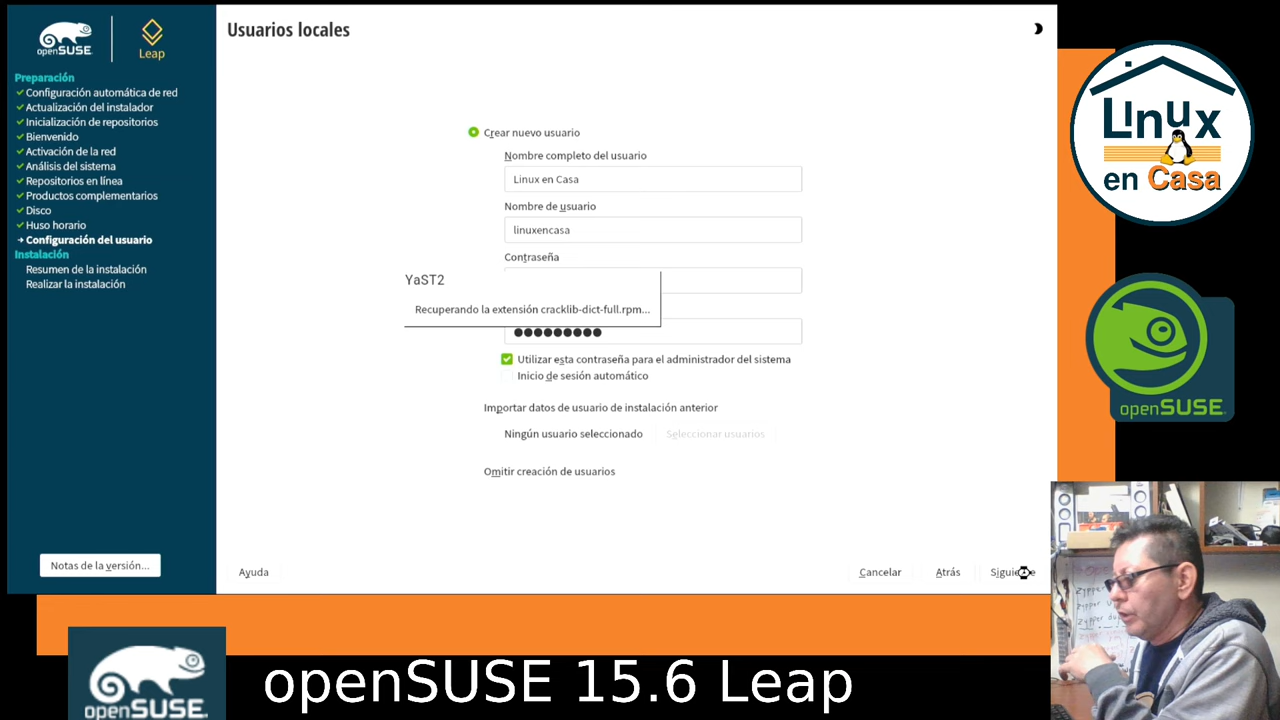 openSUSE
Leap
Preparación
Configuración automática de red
Actualización del instalador
Inicialización de repositorios
Bienvenido
Activación de la red
Análisis del sistema
Repositorios en línea
Productos complementarios
Disco
Huso horario
Configuración del usuario
Instalación
Resumen de la instalación
Realizar la instalación
Notas de la versión...
Usuarios locales
Crear nuevo usuario
Nombre completo del usuario
Linux en Casa
Nombre de usuario
linuxencasa
Contraseña
YaST2
Recuperando la extensión cracklib-dict-full.rpm...
Utilizar esta contraseña para el administrador del sistema
Inicio de sesión automático
Importar datos de usuario de instalación anterior
Ningún usuario seleccionado Seleccionar usuarios
Omitir creación de usuarios
Ayuda Cancelar Atrás
Linux
en Casa
openSUSE
zypper
zypper
zypper dup
openSUSE
openSUSE 15.6 Leap